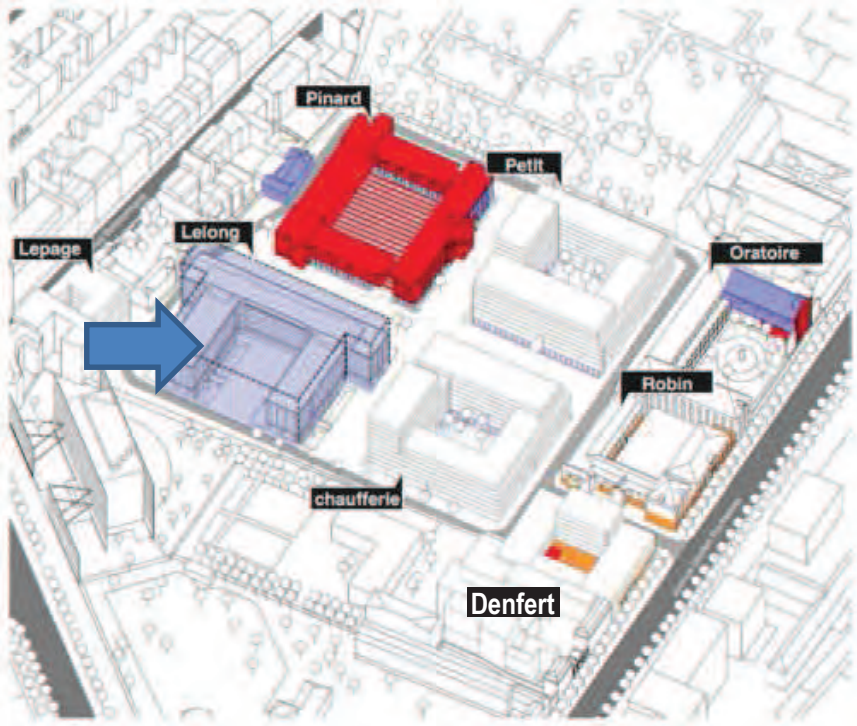 Pinard
Petit
Lelong
Lepage
Oratoire
Robin
chaufferie
Denfert